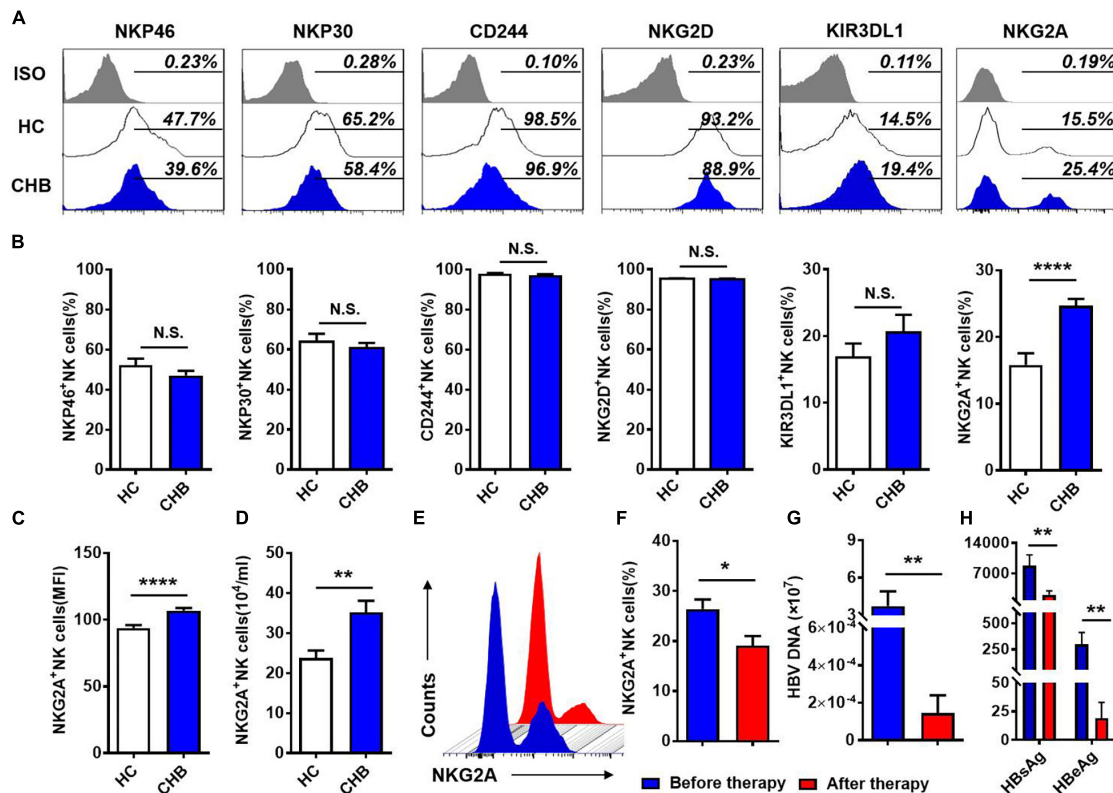 A
NKP46 NKP30 CD244 NKG2D KIR3DL1 NKG2A
ISO 0.23% 0.28% 0.10% 0.23% 0.11% 0.19%
HC 47.7% 65.2% 98.5% 93.2% 14.5% 15.5%
CHB 39.6% 58.4% 96.9% 88.9% 19.4% 25.4%
B
NKP46+NK cells(%)
100
80
60
40
20
0
N.S.
HC CHB
NKP30+NK cells(%)
100
80
60
40
20
0
N.S.
HC CHB
CD244+NK cells(%)
100
80
60
40
20
0
N.S.
HC CHB
NKG2D+NK cells(%)
100
80
60
40
20
0
N.S.
HC CHB
KIR3DL1+NK cells(%)
30
20
10
0
N.S.
HC CHB
NKG2A+NK cells(%)
30
20
10
0
****
HC CHB
C
NKG2A+NK cells(MFI)
150
100
50
0
****
HC CHB
D
NKG2A+NK cells(10⁴/ml)
50
40
30
20
10
0
**
HC CHB
E
Counts
NKG2A
F
NKG2A+NK cells(%)
40
30
20
10
0
*
G
HBV DNA (×10⁷)
9
6
3
6×10⁻⁴
4×10⁻⁴
2×10⁻⁴
0
**
H
14000
7000
500
250
50
25
0
**
**
HBsAg HBeAg
Before therapy After therapy